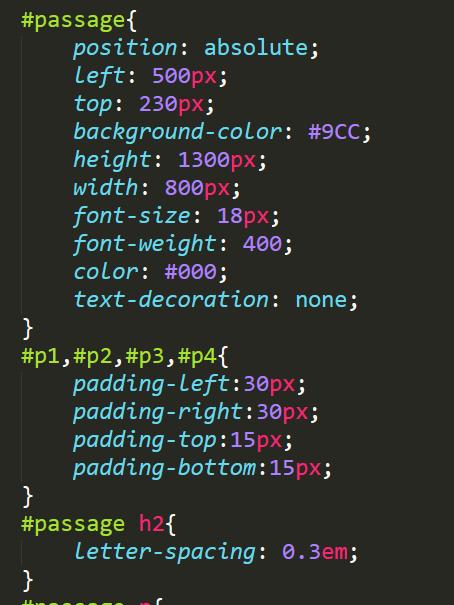 #passage{
position: absolute;
left: 500px;
top: 230px;
background-color: #9CC;
height: 1300px;
width: 800px;
font-size: 18px;
font-weight: 400;
color: #000;
text-decoration: none;
}
#p1,#p2,#p3,#p4{
padding-left:30px;
padding-right:30px;
padding-top:15px;
padding-bottom:15px;
}
#passage h2{
letter-spacing: 0.3em;
}
#passage p{